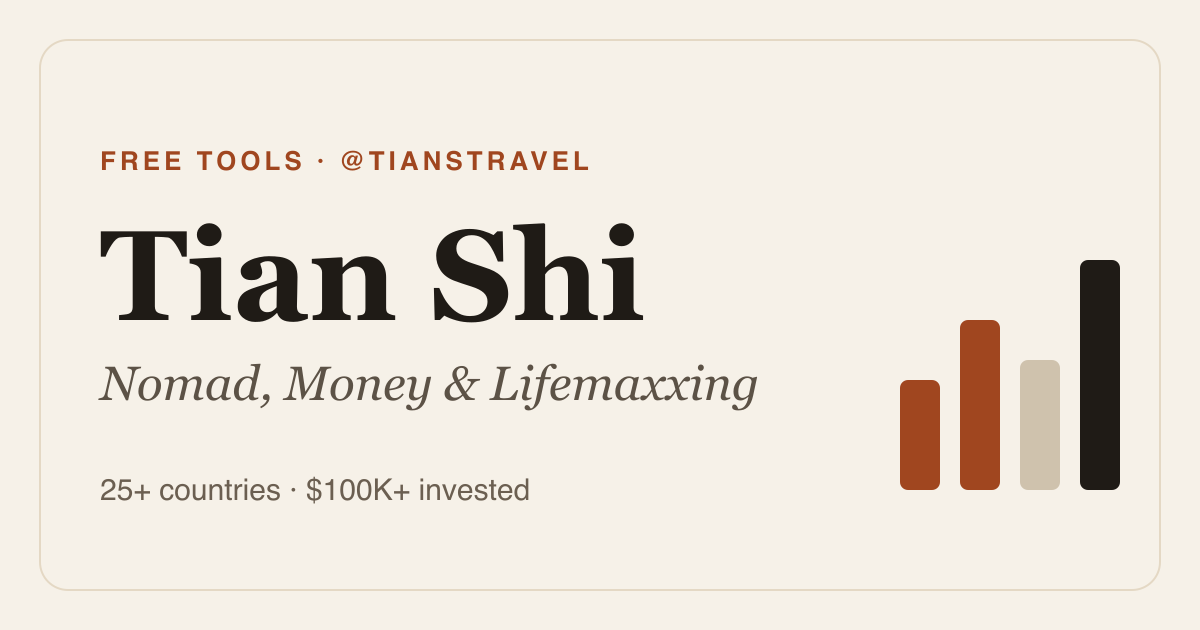 FREE TOOLS · @TIANSTRAVEL
Tian Shi
Nomad, Money & Lifemaxxing
25+ countries · $100K+ invested